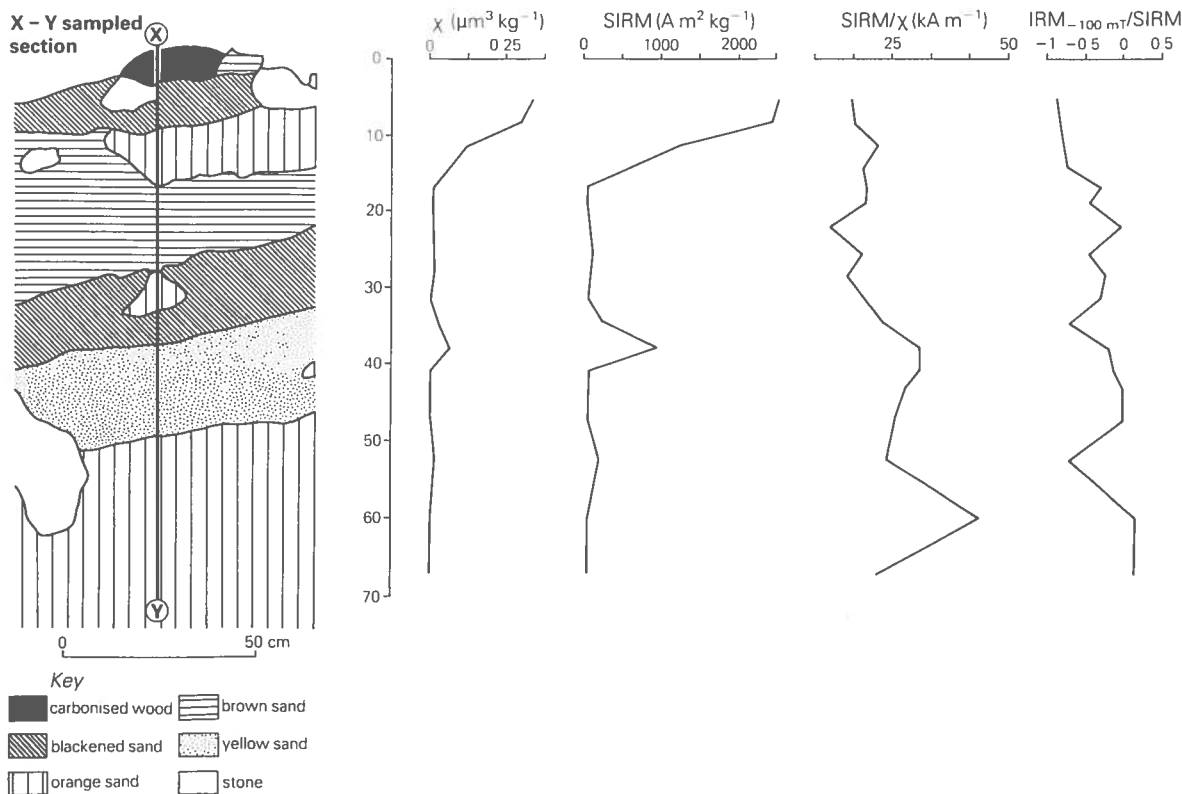 X – Y sampled
section
X
Y
0 50 cm
χ (μm³ kg⁻¹)
0 0 25
SIRM (A m² kg⁻¹)
0 1000 2000
SIRM/χ (kA m⁻¹)
25 50
IRM₋₁₀₀ mT/SIRM
−1 −0.5 0 0.5
0
10
20
30
40
50
60
70
Key
carbonised wood
brown sand
blackened sand
yellow sand
orange sand
stone